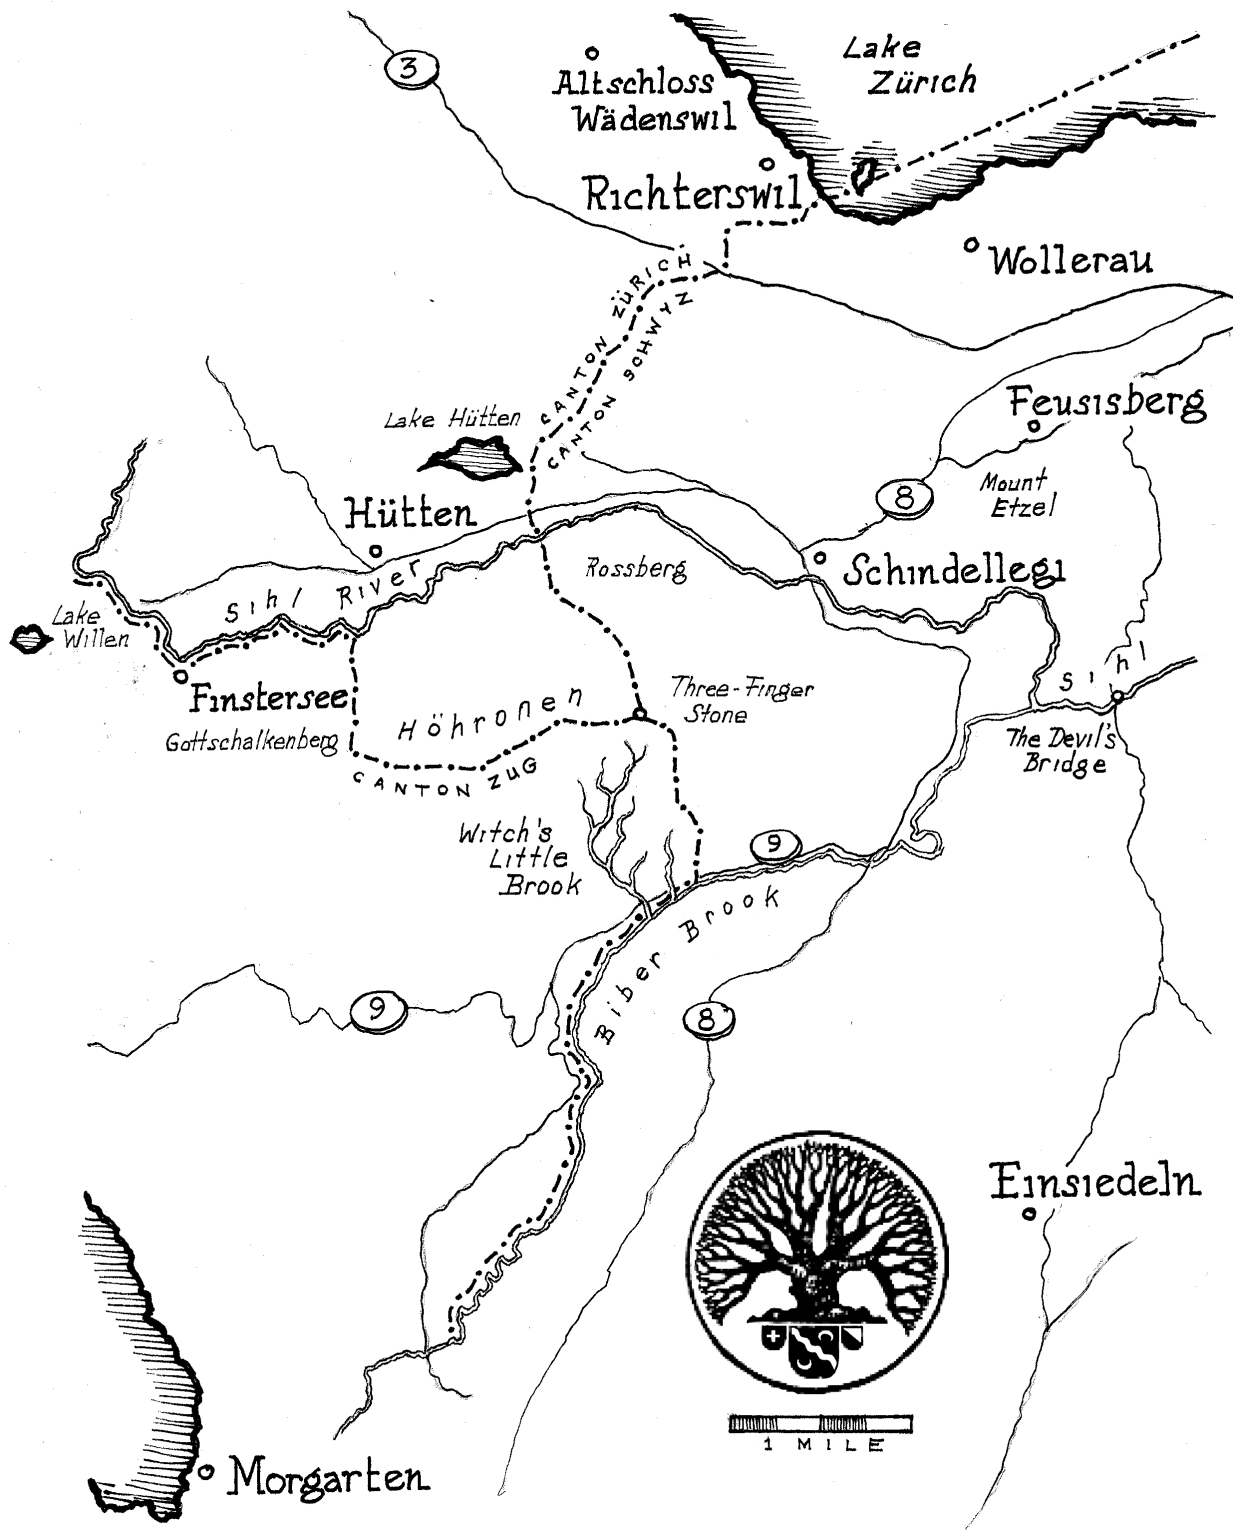 3
Altschloss
Wädenswil
Lake
Zürich
Richterswil
Wollerau
CANTON ZÜRICH
CANTON SCHWYZ
Feusisberg
Lake Hütten
Mount
Etzel
8
Hütten
Rossberg
Schindellegi
Sihl River
Lake
Willen
Sihl
Finstersee
Gottschalkenberg
Höhronen
Three-Finger
Stone
The Devil's
Bridge
CANTON ZUG
Witch's
Little
Brook
9
Biber Brook
9
8
Einsiedeln
1 MILE
Morgarten